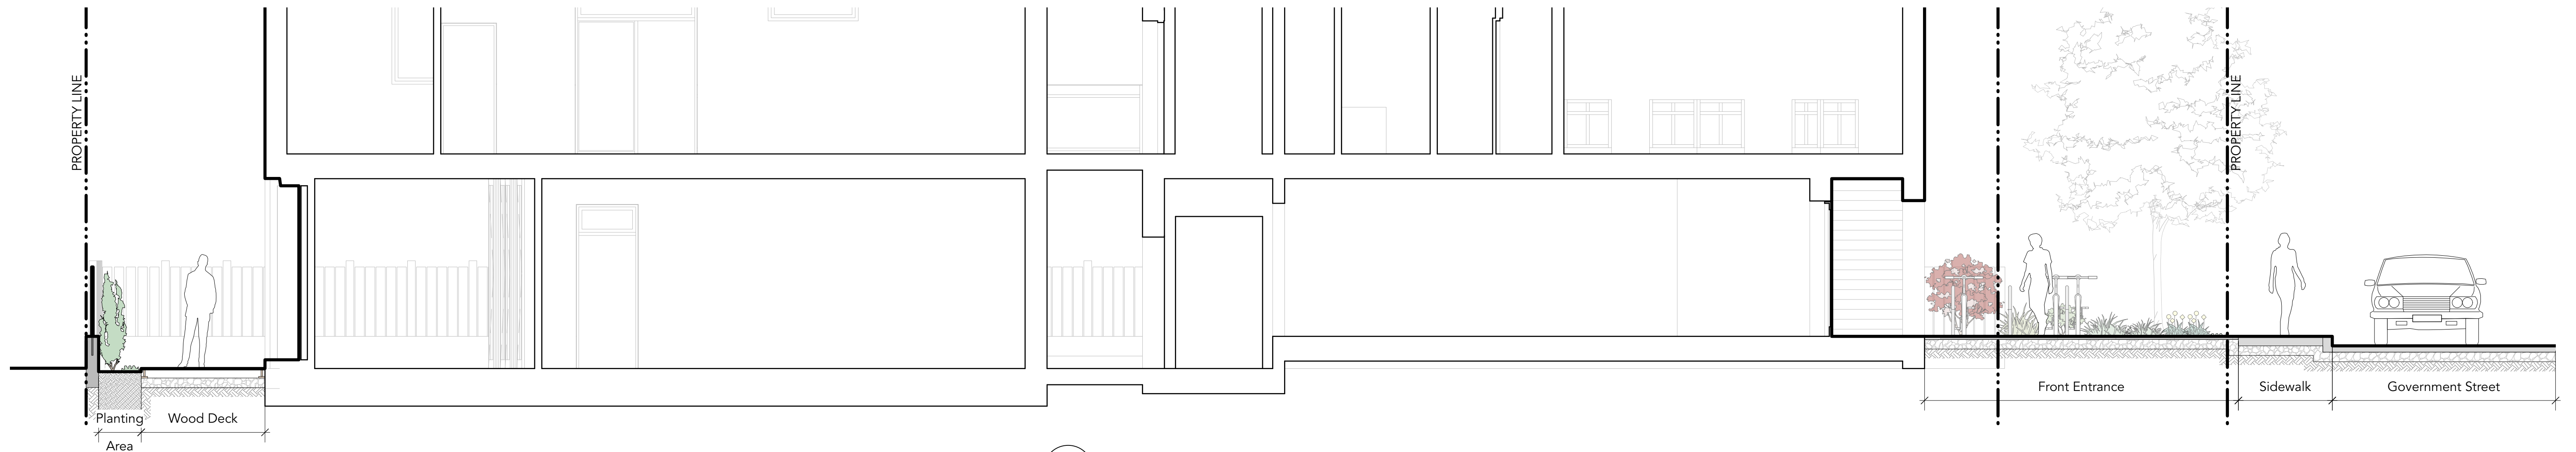 PROPERTY LINE
PROPERTY LINE
Planting
Area
Wood Deck
Front Entrance
Sidewalk
Government Street